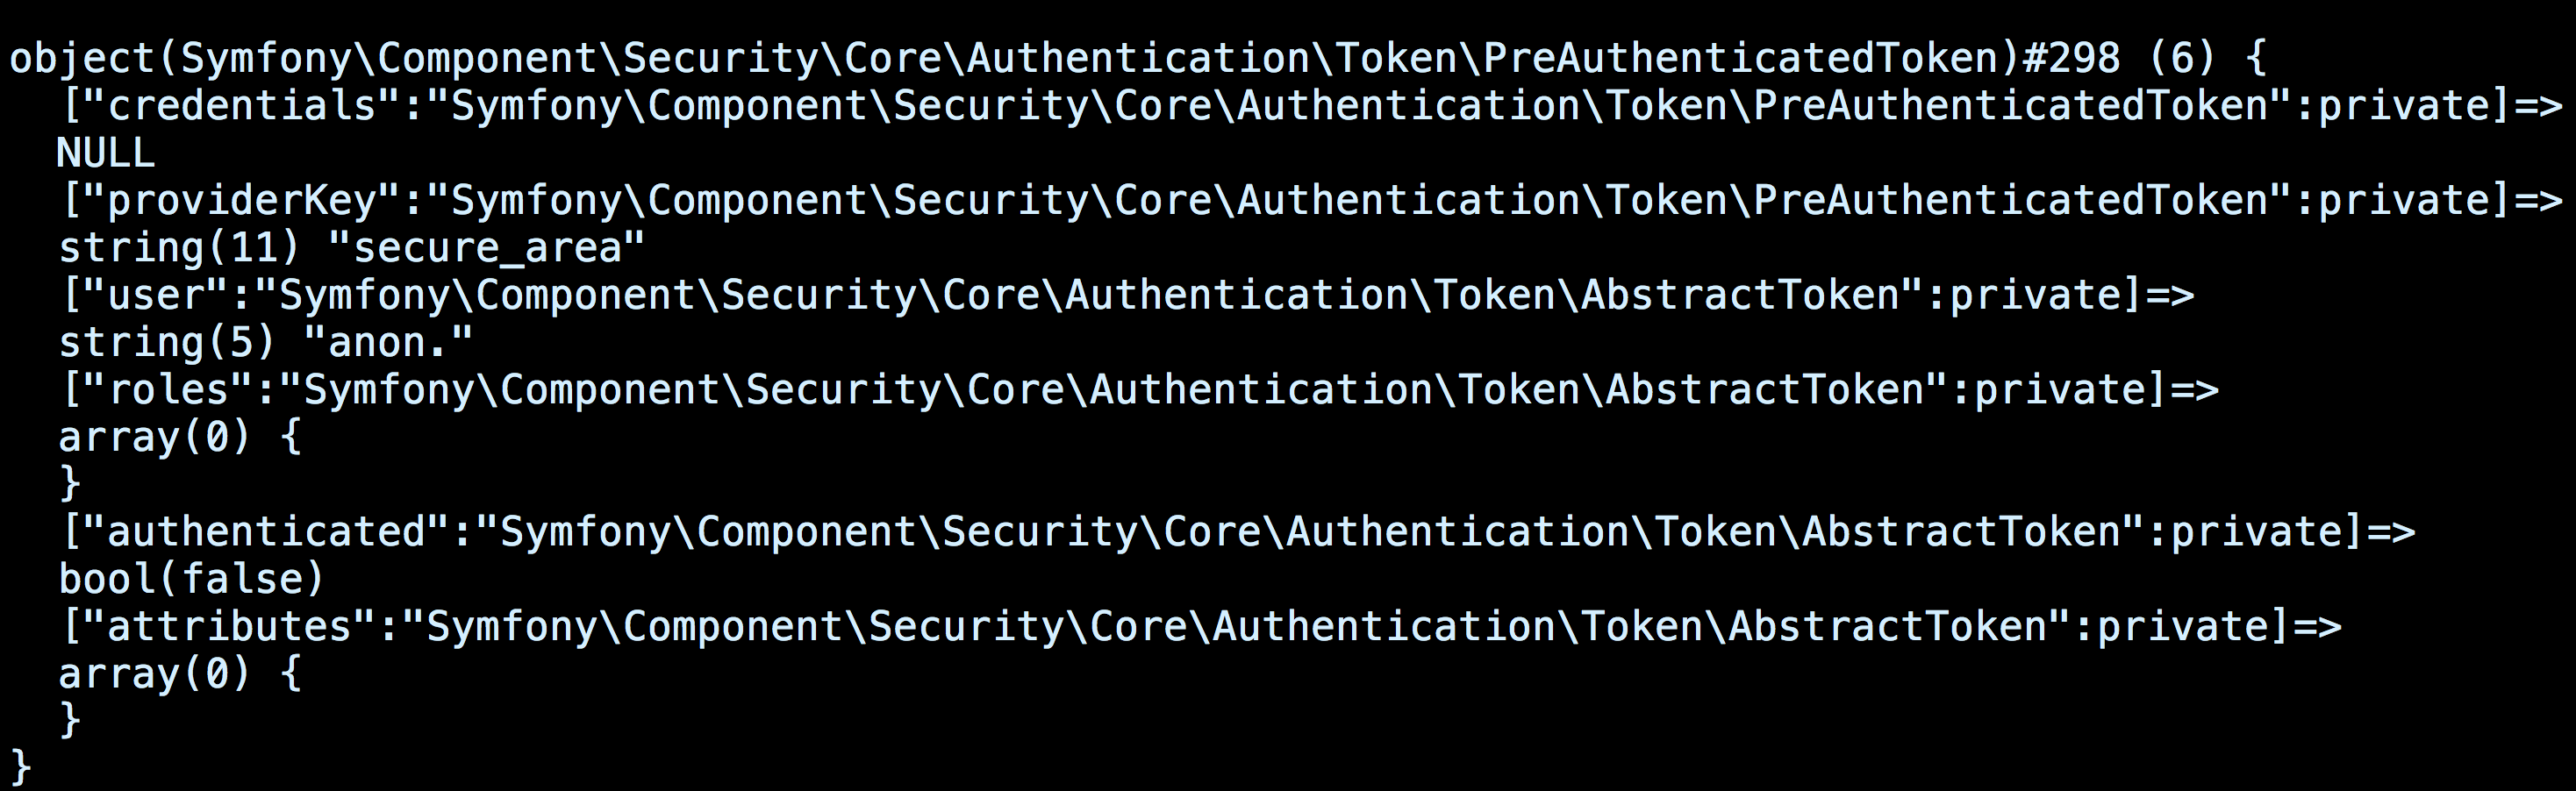 object(Symfony\Component\Security\Core\Authentication\Token\PreAuthenticatedToken)#298 (6) {
["credentials":"Symfony\Component\Security\Core\Authentication\Token\PreAuthenticatedToken":private]=>
NULL
["providerKey":"Symfony\Component\Security\Core\Authentication\Token\PreAuthenticatedToken":private]=>
string(11) "secure_area"
["user":"Symfony\Component\Security\Core\Authentication\Token\AbstractToken":private]=>
string(5) "anon."
["roles":"Symfony\Component\Security\Core\Authentication\Token\AbstractToken":private]=>
array(0) {
}
["authenticated":"Symfony\Component\Security\Core\Authentication\Token\AbstractToken":private]=>
bool(false)
["attributes":"Symfony\Component\Security\Core\Authentication\Token\AbstractToken":private]=>
array(0) {
}
}